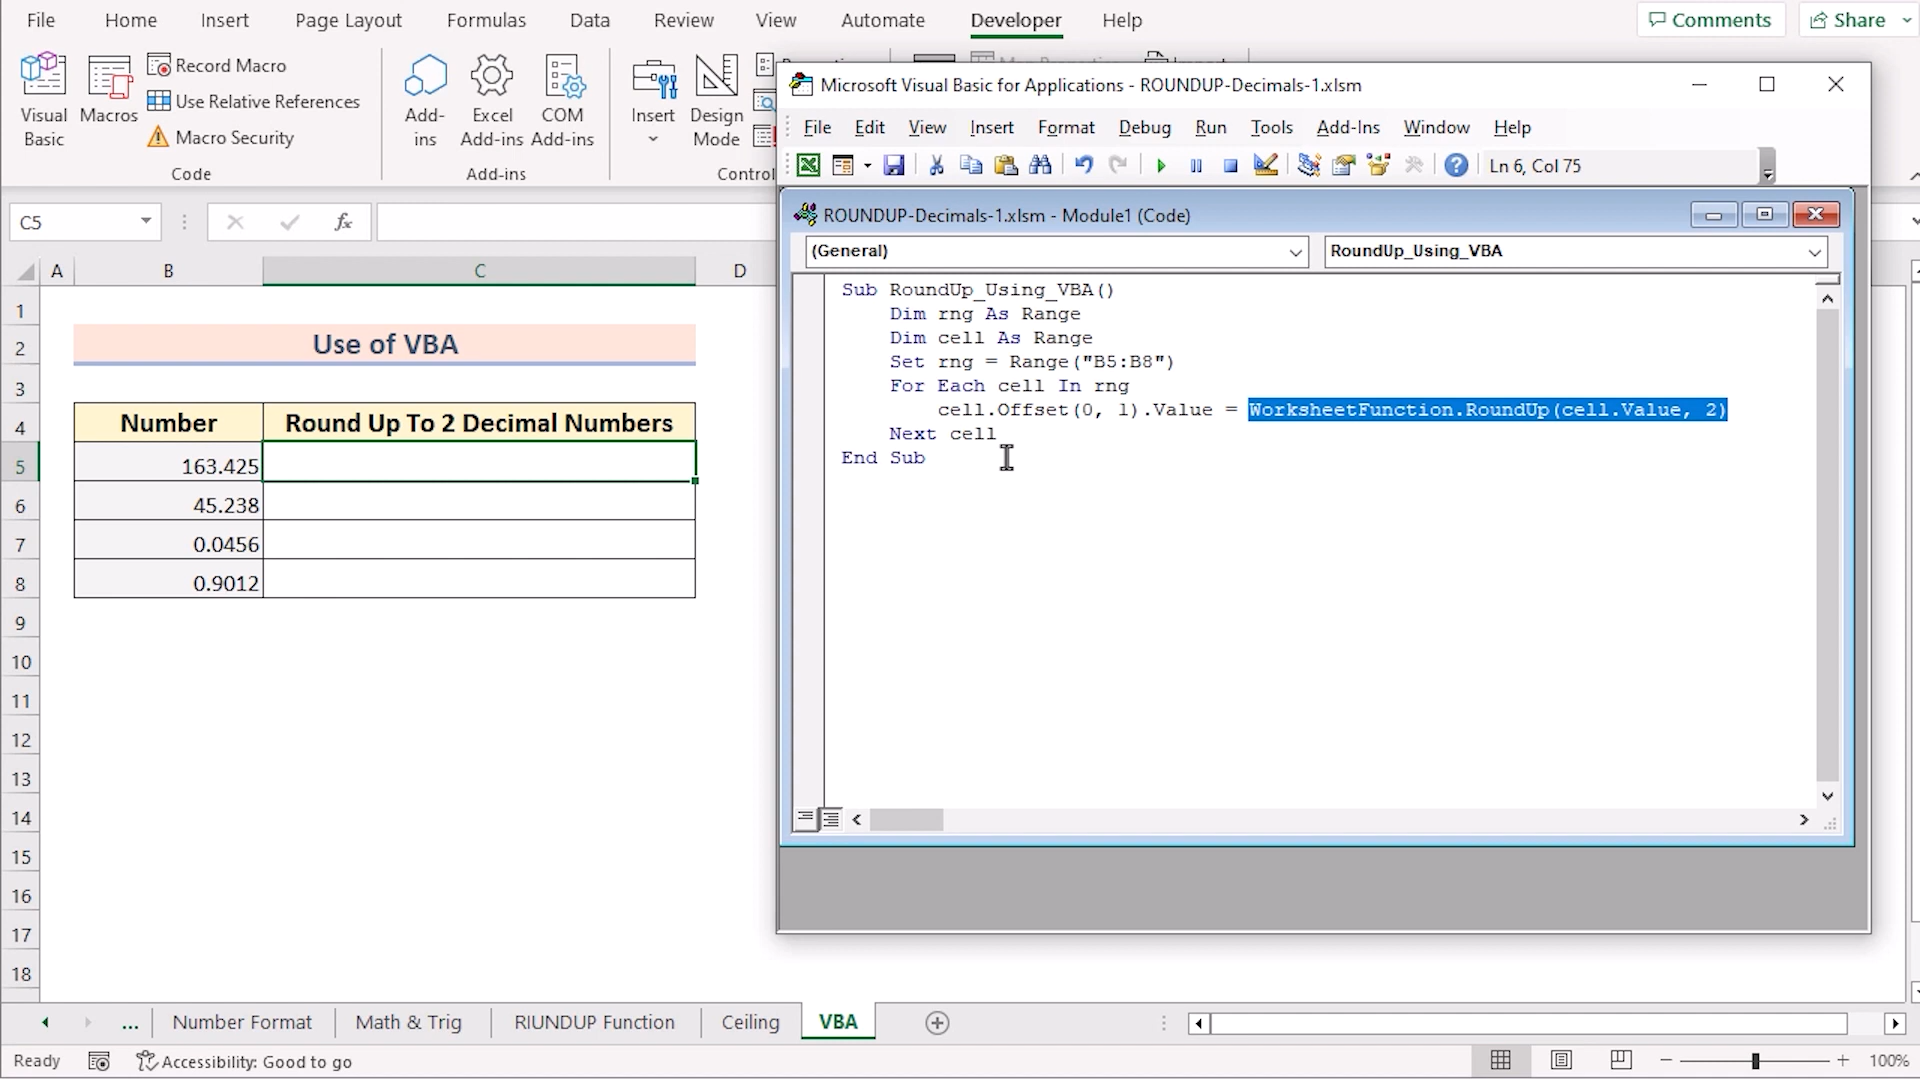 File Home Insert Page Layout Formulas Data Review View Automate Developer Help Comments Share
Visual Basic
Macros
Record Macro
Use Relative References
Macro Security
Code
Add-ins
Excel Add-ins
COM Add-ins
Add-ins
Insert
Design Mode
Control
Microsoft Visual Basic for Applications - ROUNDUP-Decimals-1.xlsm
File Edit View Insert Format Debug Run Tools Add-Ins Window Help
Ln 6, Col 75
C5
fx
ROUNDUP-Decimals-1.xlsm - Module1 (Code)
(General) RoundUp_Using_VBA
Sub RoundUp_Using_VBA()
Dim rng As Range
Dim cell As Range
Set rng = Range("B5:B8")
For Each cell In rng
cell.Offset(0, 1).Value = WorksheetFunction.RoundUp(cell.Value, 2)
Next cell
End Sub
A B C D
1
2 Use of VBA
3
4 Number Round Up To 2 Decimal Numbers
5 163.425
6 45.238
7 0.0456
8 0.9012
9
10
11
12
13
14
15
16
17
18
... Number Format Math & Trig RIUNDUP Function Ceiling VBA
Ready Accessibility: Good to go 100%